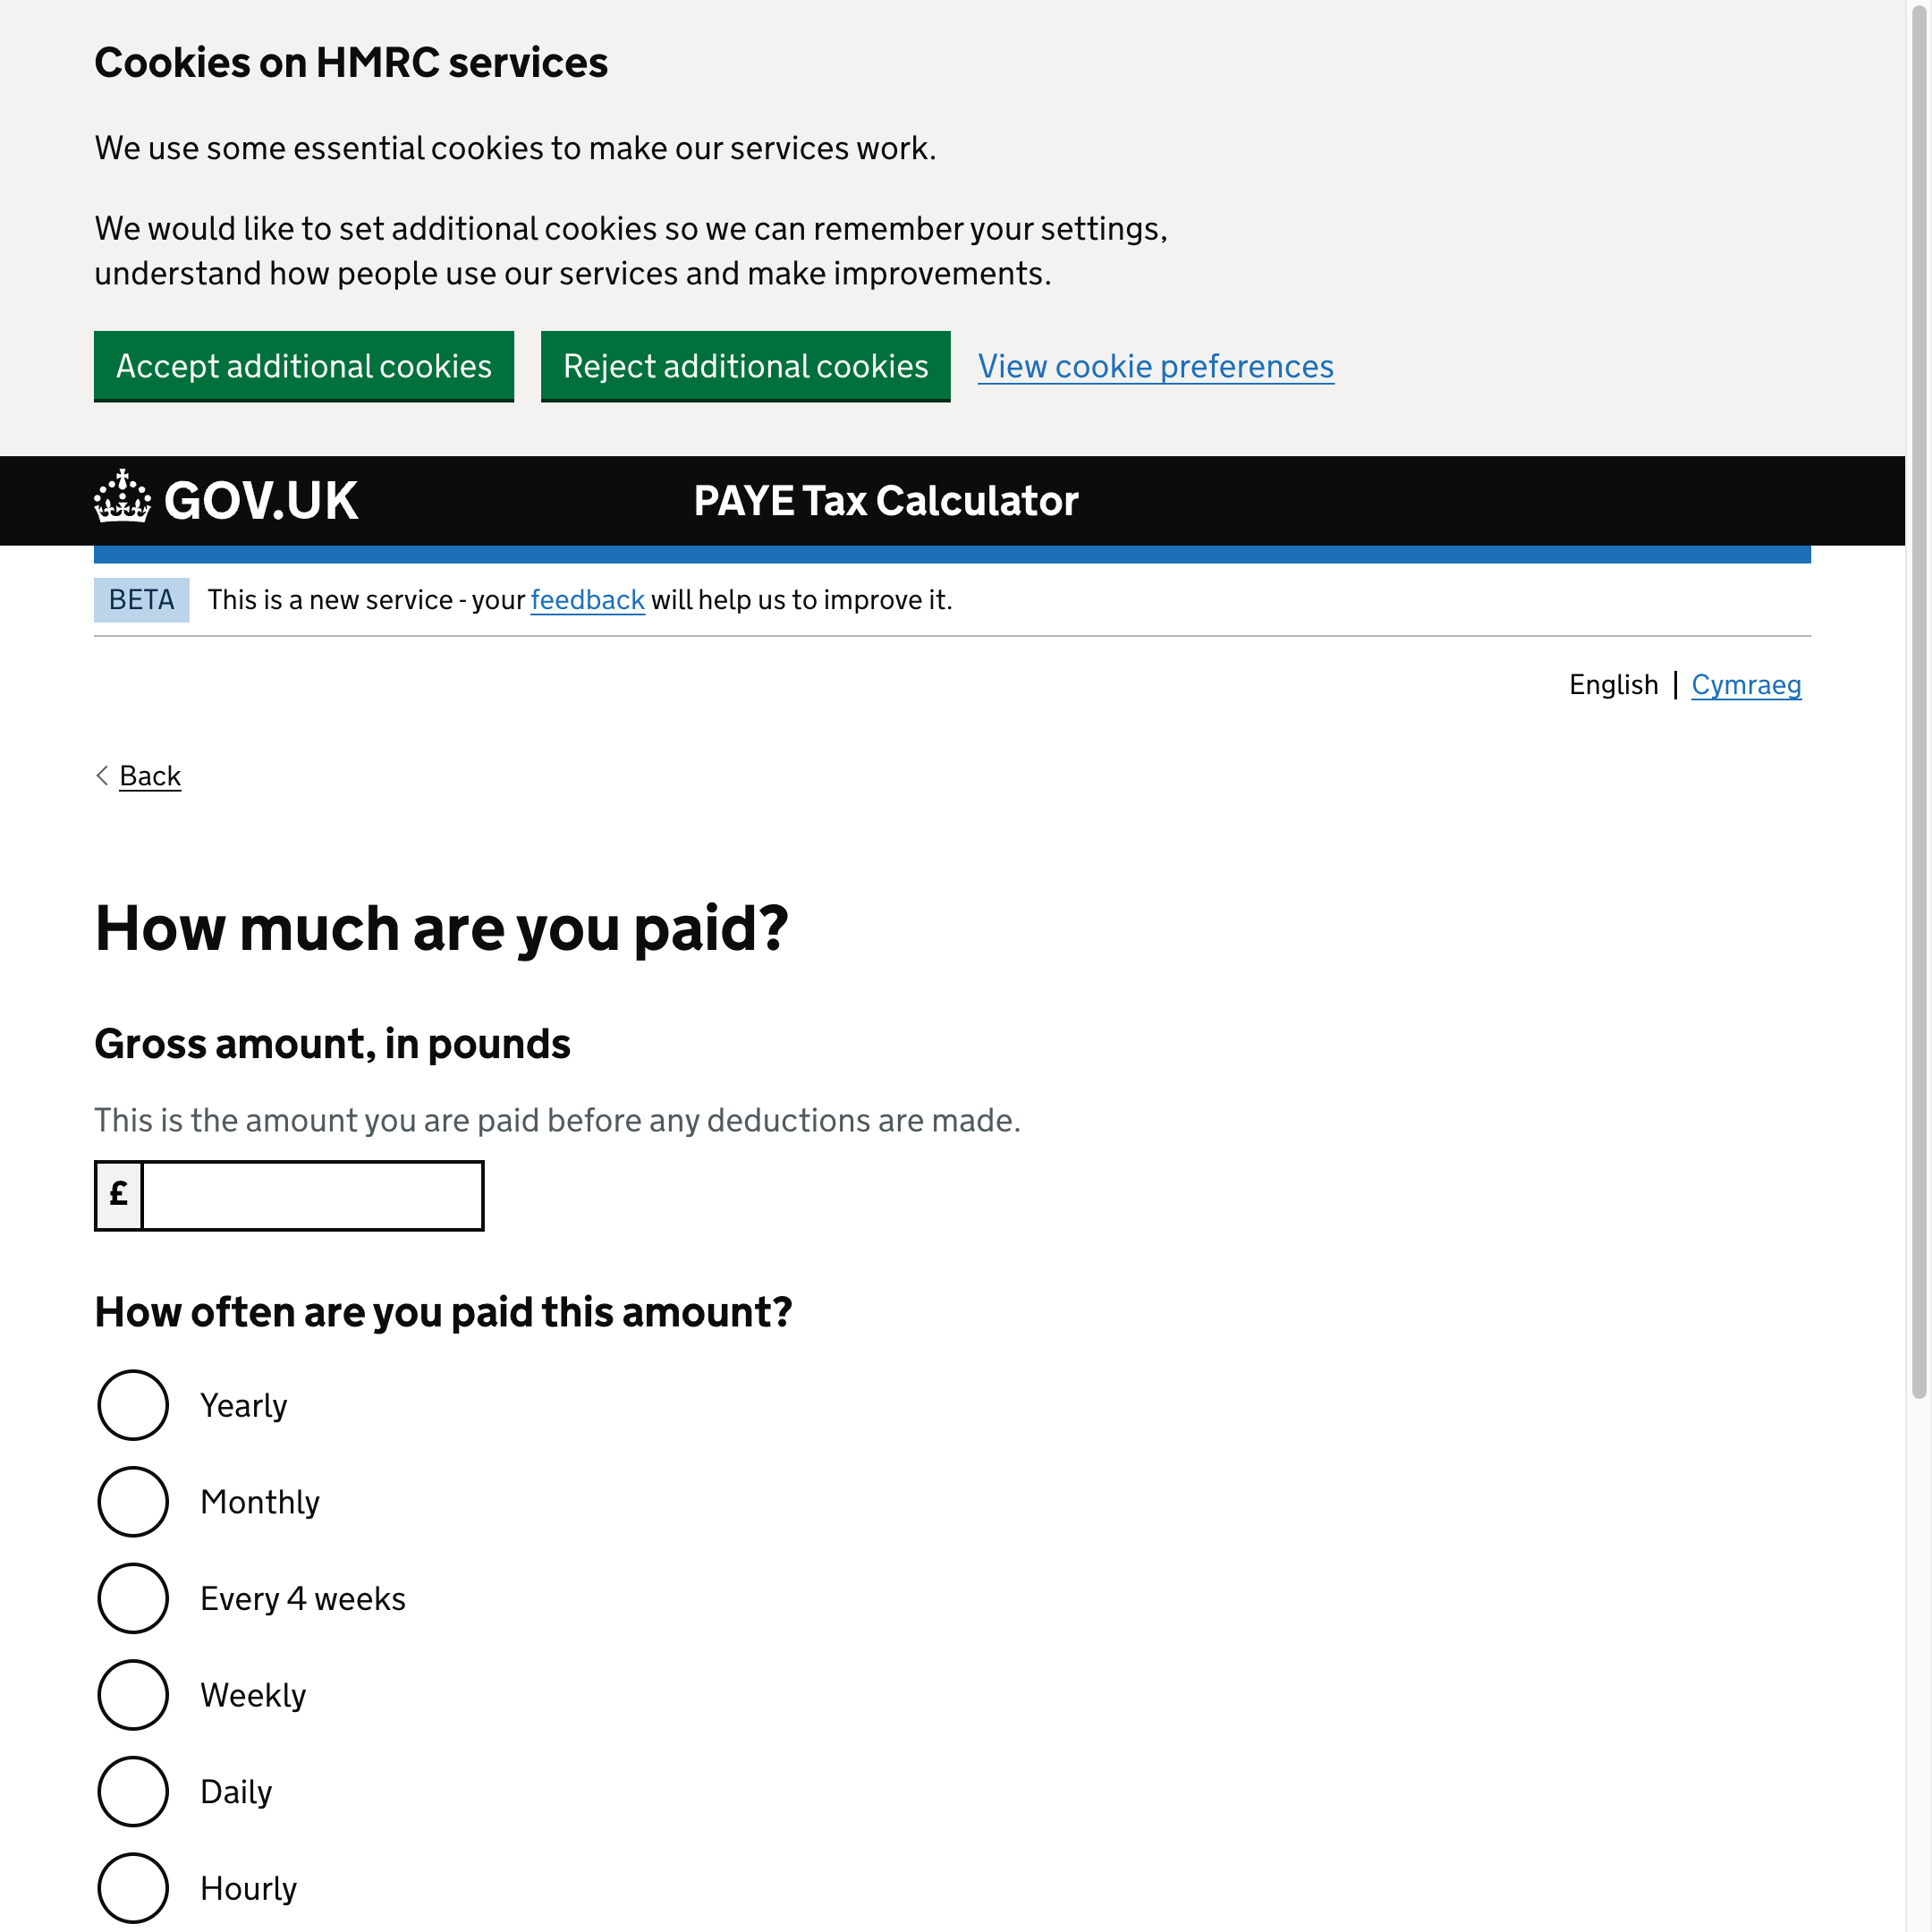 Cookies on HMRC services
We use some essential cookies to make our services work.
We would like to set additional cookies so we can remember your settings,
understand how people use our services and make improvements.
Accept additional cookies Reject additional cookies View cookie preferences
GOV.UK PAYE Tax Calculator
BETA This is a new service - your feedback will help us to improve it.
English | Cymraeg
Back
How much are you paid?
Gross amount, in pounds
This is the amount you are paid before any deductions are made.
£
How often are you paid this amount?
Yearly
Monthly
Every 4 weeks
Weekly
Daily
Hourly